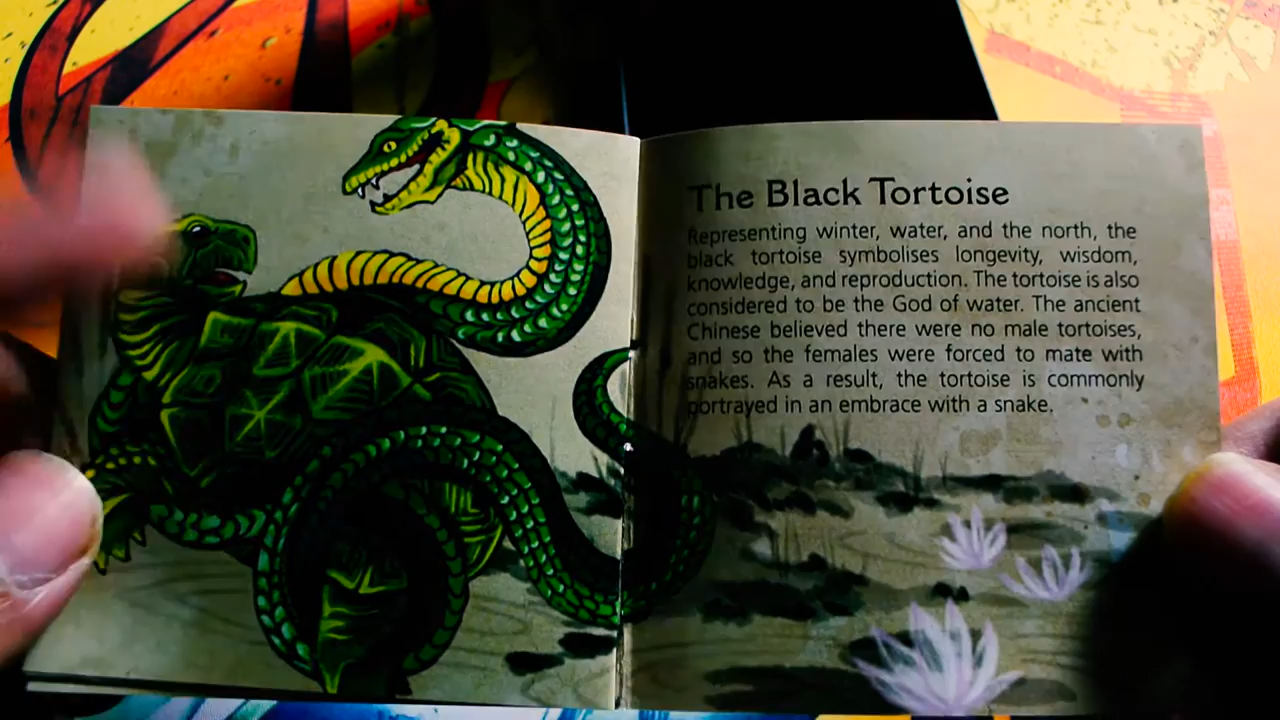 The Black Tortoise
Representing winter, water, and the north, the
black tortoise symbolises longevity, wisdom,
knowledge, and reproduction. The tortoise is also
considered to be the God of water. The ancient
Chinese believed there were no male tortoises,
and so the females were forced to mate with
snakes. As a result, the tortoise is commonly
portrayed in an embrace with a snake.